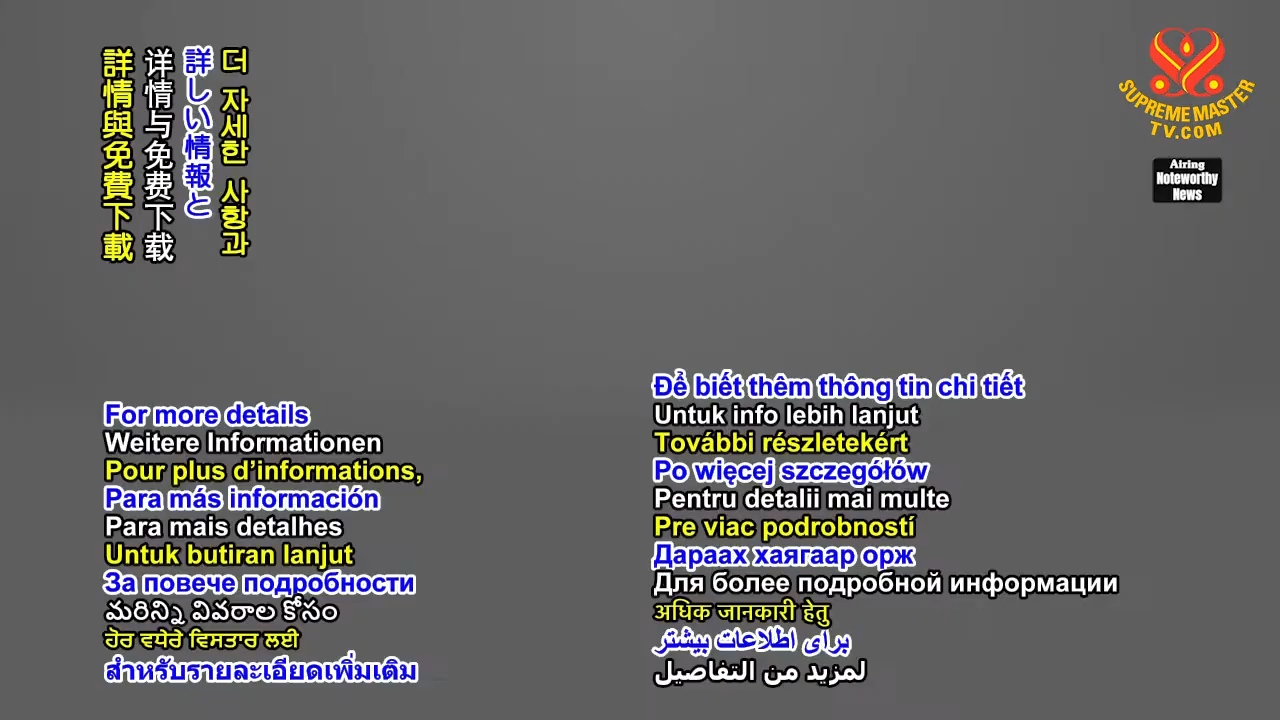 詳情與免費下載
详情与免费下载
詳しい情報と
더 자세한 사항과
SUPREME MASTER
TV.COM
Airing
Noteworthy
News
For more details
Weitere Informationen
Pour plus d’informations,
Para más información
Para mais detalhes
Untuk butiran lanjut
За повече подробности
మరిన్ని వివరాల కోసం
ਹੋਰ ਵਧੇਰੇ ਵਿਸਤਾਰ ਲਈ
สำหรับรายละเอียดเพิ่มเติม
Để biết thêm thông tin chi tiết
Untuk info lebih lanjut
További részletekért
Po więcej szczegółów
Pentru detalii mai multe
Pre viac podrobností
Дараах хаягаар орж
Для более подробной информации
अधिक जानकारी हेतु
برای اطلاعات بیشتر
لمزيد من التفاصيل